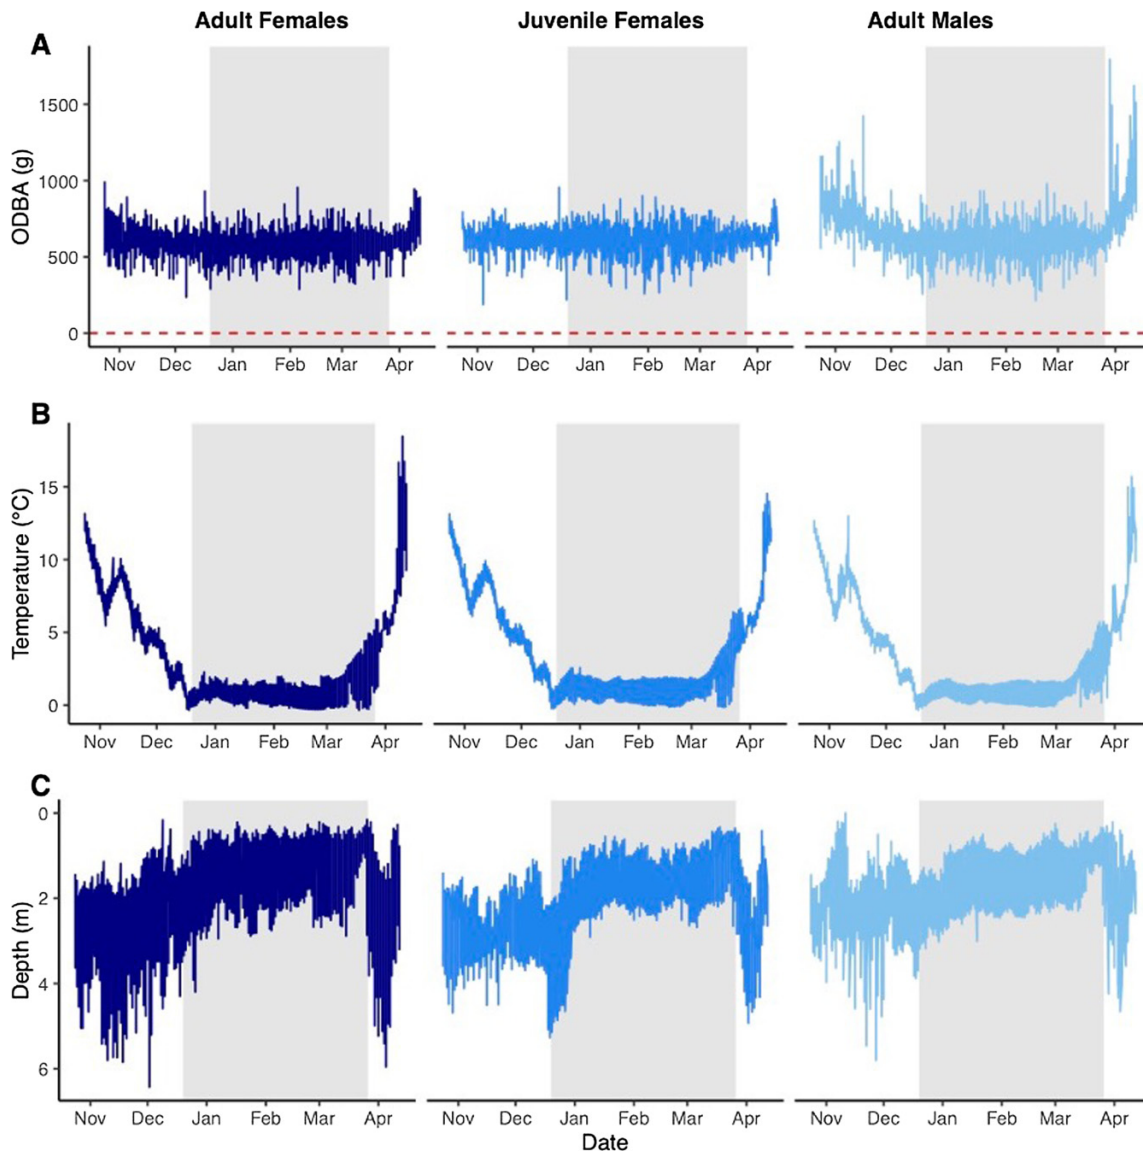 Adult Females Juvenile Females Adult Males
A
ODBA (g)
1500
1000
500
0
Nov Dec Jan Feb Mar Apr Nov Dec Jan Feb Mar Apr Nov Dec Jan Feb Mar Apr
B
Temperature (°C)
15
10
5
0
Nov Dec Jan Feb Mar Apr Nov Dec Jan Feb Mar Apr Nov Dec Jan Feb Mar Apr
C
Depth (m)
0
2
4
6
Nov Dec Jan Feb Mar Apr Nov Dec Jan Feb Mar Apr Nov Dec Jan Feb Mar Apr
Date